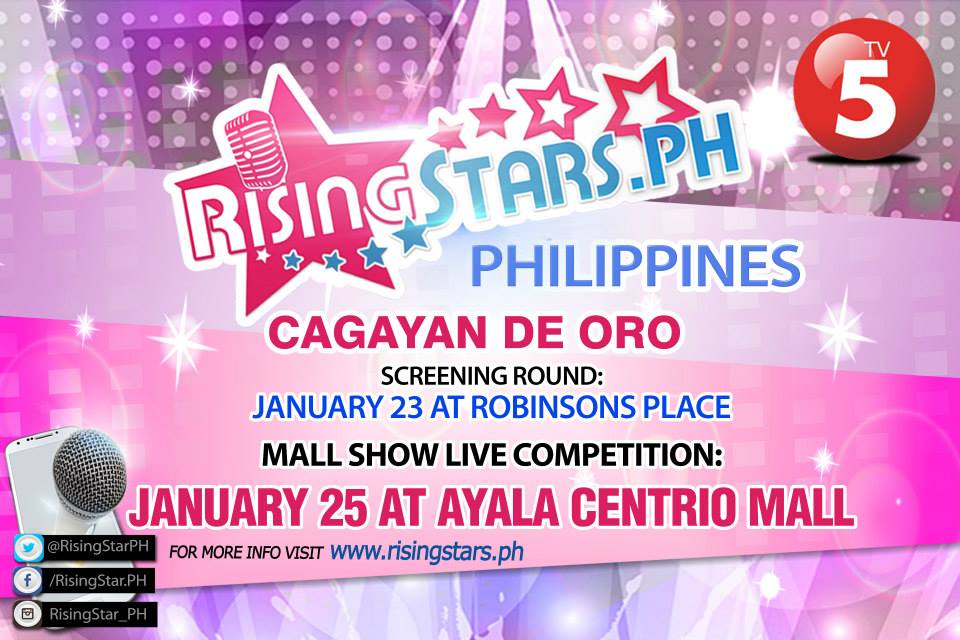 TV
5
RISINGSTARS.PH
PHILIPPINES
CAGAYAN DE ORO
SCREENING ROUND:
JANUARY 23 AT ROBINSONS PLACE
MALL SHOW LIVE COMPETITION:
JANUARY 25 AT AYALA CENTRIO MALL
@RisingStarPH
FOR MORE INFO VISIT www.risingstars.ph
/RisingStar.PH
RisingStar_PH